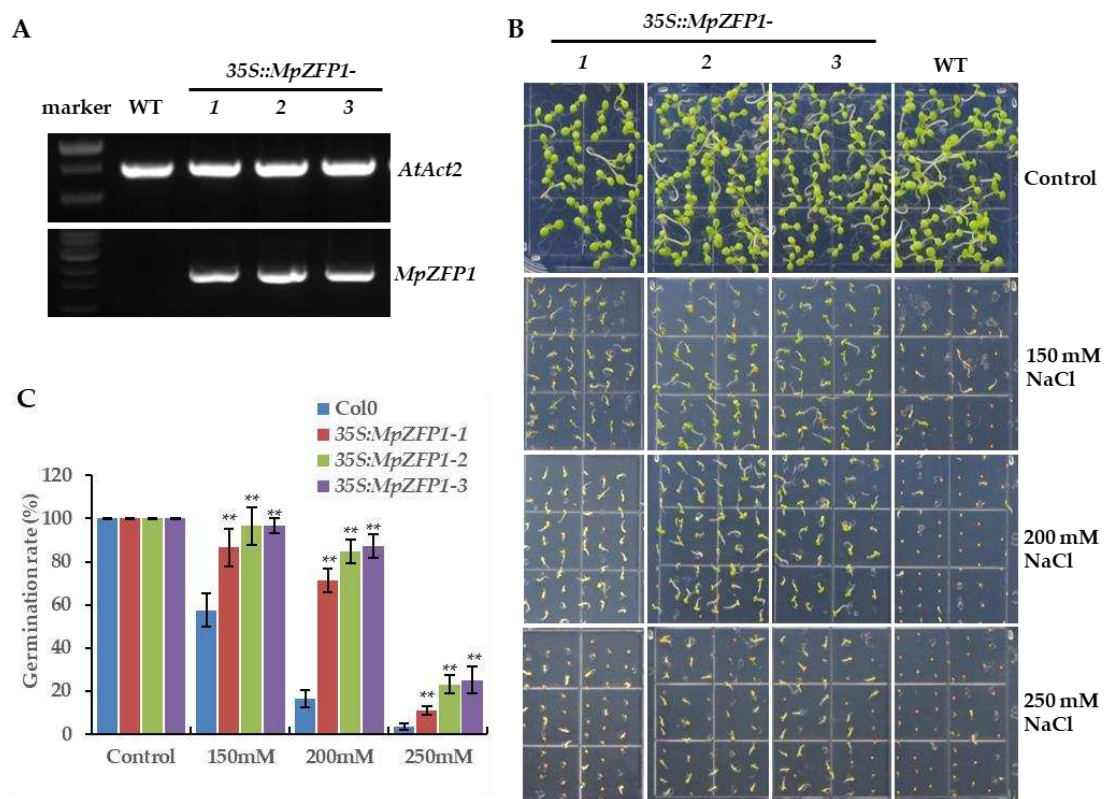 A
35S::MpZFP1-
marker WT 1 2 3
AtAct2
MpZFP1
B
35S::MpZFP1-
1 2 3 WT
Control
150 mM
NaCl
200 mM
NaCl
250 mM
NaCl
C
Col0
35S:MpZFP1-1
35S:MpZFP1-2
35S:MpZFP1-3
Germination rate (%)
120
100
80
60
40
20
0
** ** **
** ** **
** ** **
Control 150mM 200mM 250mM